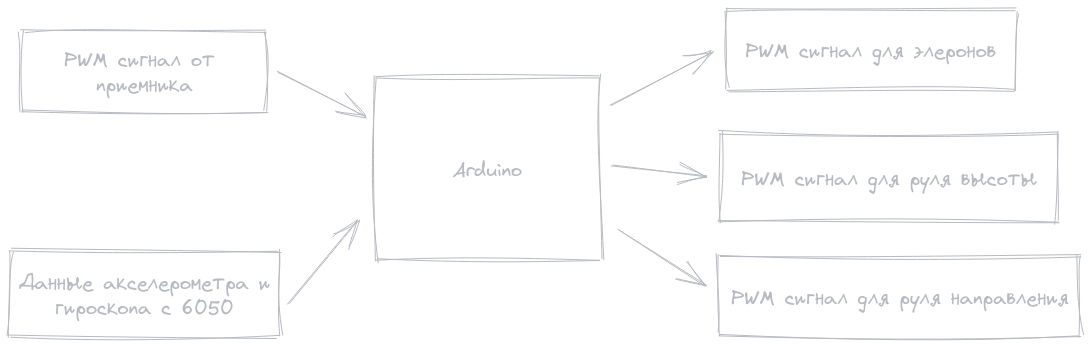 PWM сигнал от
приемника
Данные акселерометра и
гироскопа с 6050
Arduino
PWM сигнал для элеронов
PWM сигнал для руля высоты
PWM сигнал для руля направления